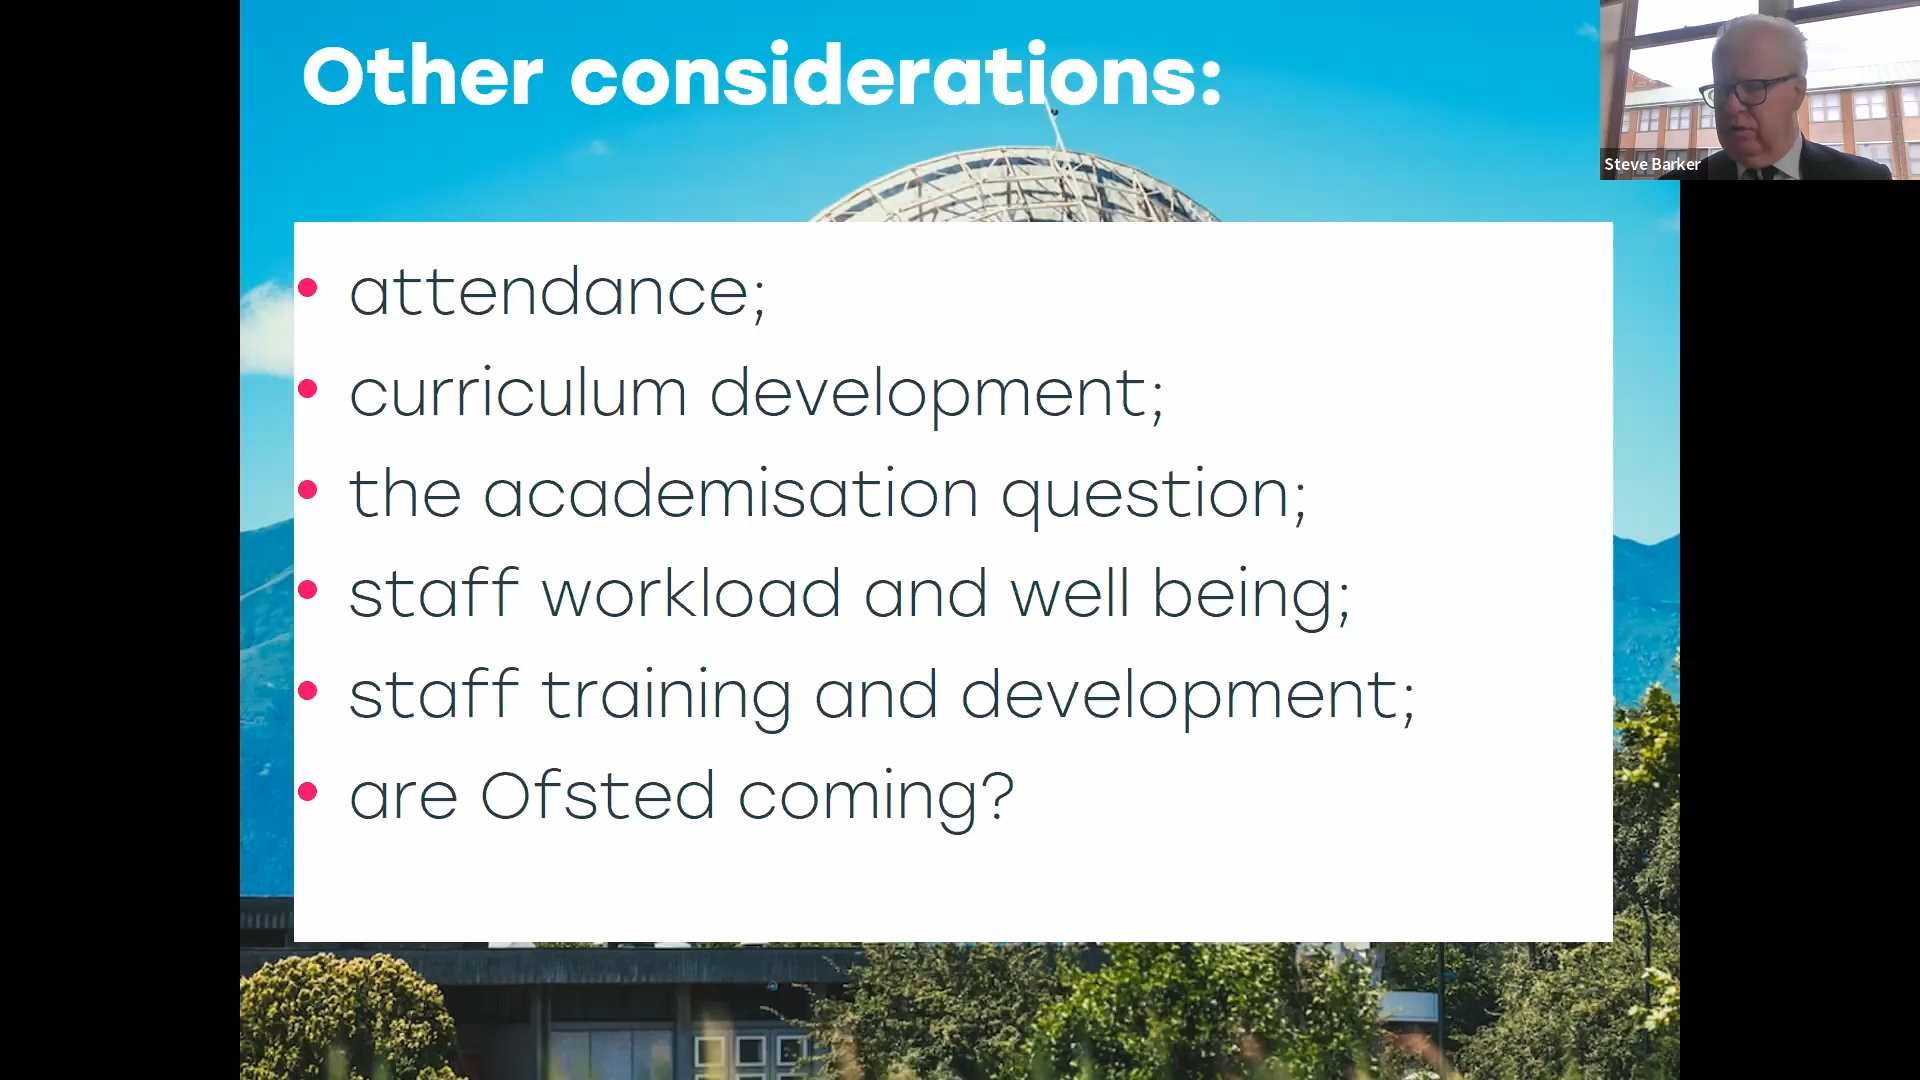 Other considerations:
Steve Barker
• attendance;
• curriculum development;
• the academisation question;
• staff workload and well being;
• staff training and development;
• are Ofsted coming?